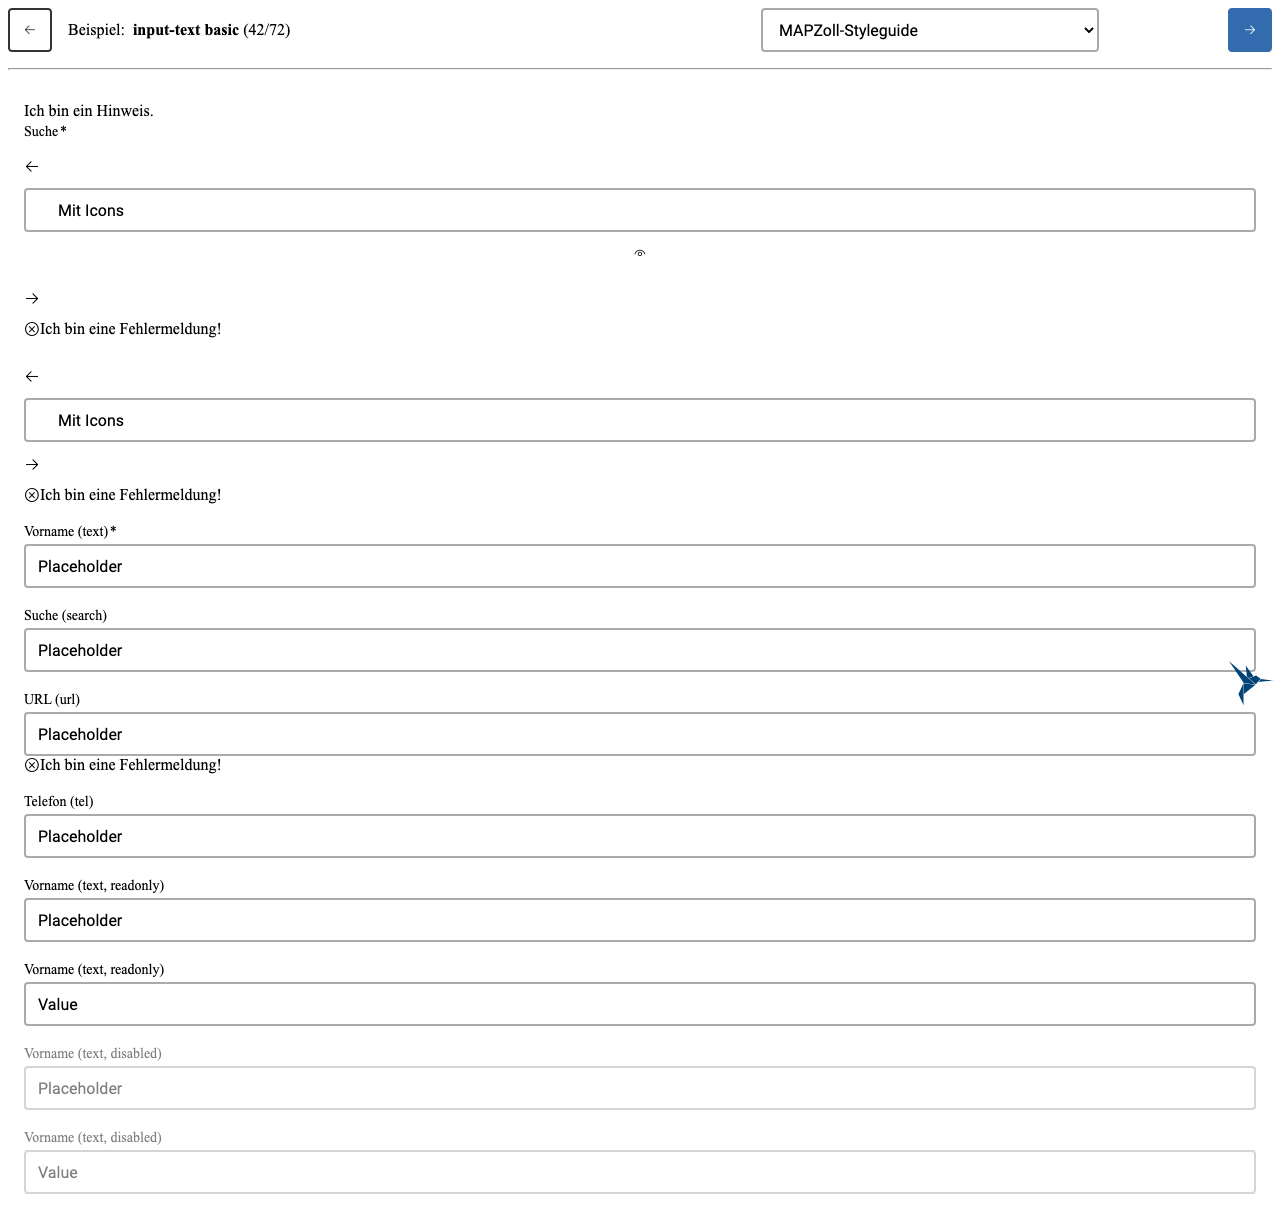 Beispiel: input-text basic (42/72)
MAPZoll-Styleguide
Ich bin ein Hinweis.
Suche*
Mit Icons
Ich bin eine Fehlermeldung!
Mit Icons
Ich bin eine Fehlermeldung!
Vorname (text)*
Placeholder
Suche (search)
Placeholder
URL (url)
Placeholder
Ich bin eine Fehlermeldung!
Telefon (tel)
Placeholder
Vorname (text, readonly)
Placeholder
Vorname (text, readonly)
Value
Vorname (text, disabled)
Placeholder
Vorname (text, disabled)
Value